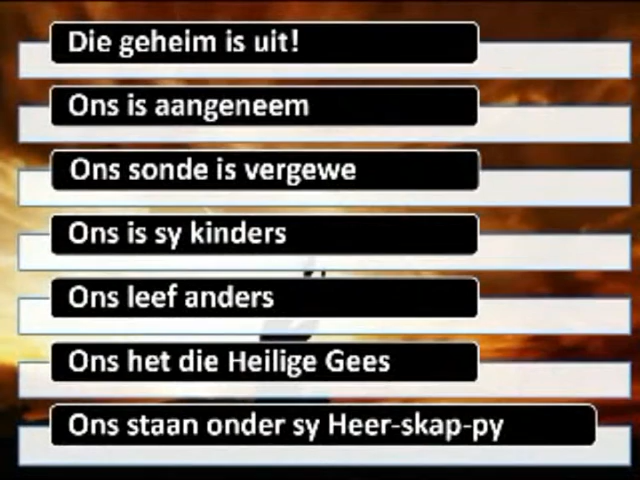 Die geheim is uit!
Ons is aangeneem
Ons sonde is vergewe
Ons is sy kinders
Ons leef anders
Ons het die Heilige Gees
Ons staan onder sy Heer-skap-py